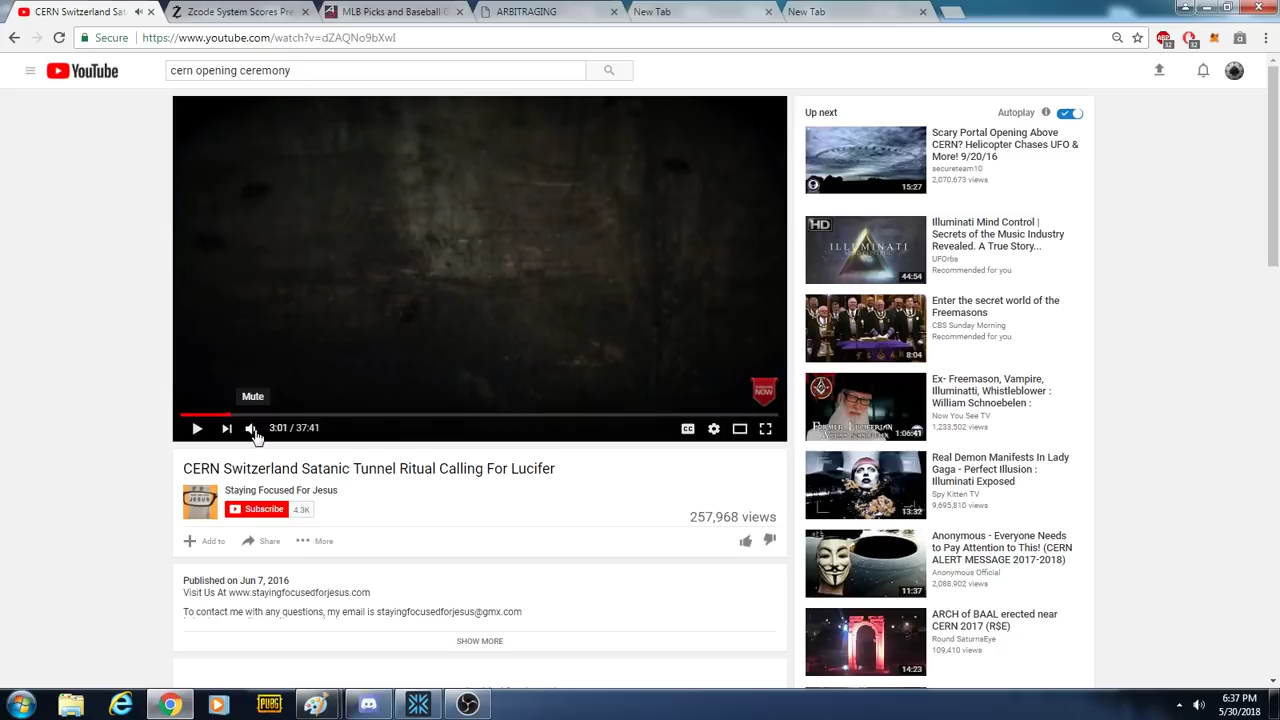 CERN Switzerland Sat
Zcode System Scores Pre
MLB Picks and Baseball
ARBITRAGING
New Tab
New Tab
Secure
https://www.youtube.com/watch?v=dZAQNo9bXwI
32
32
YouTube
cern opening ceremony
Up next
Autoplay
Scary Portal Opening Above
CERN? Helicopter Chases UFO &
More! 9/20/16
secureteam10
2,070,673 views
15:27
HD
ILLUMINATI
Illuminati Mind Control |
Secrets of the Music Industry
Revealed. A True Story...
UFOrbs
Recommended for you
44:54
Enter the secret world of the
Freemasons
CBS Sunday Morning
Recommended for you
8:04
Ex- Freemason, Vampire,
Illuminati, Whistleblower :
William Schnoebelen :
Now You See TV
1,233,502 views
FORMER LUCIFERIAN
1:06:41
Real Demon Manifests In Lady
Gaga - Perfect Illusion :
Illuminati Exposed
Spy Kitten TV
9,695,810 views
13:32
Anonymous - Everyone Needs
to Pay Attention to This! (CERN
ALERT MESSAGE 2017-2018)
Anonymous Official
2,088,902 views
11:37
ARCH of BAAL erected near
CERN 2017 (R$E)
Round SaturnsEye
109,410 views
14:23
Mute
3:01 / 37:41
CC
CERN Switzerland Satanic Tunnel Ritual Calling For Lucifer
JESUS
Staying Focused For Jesus
Subscribe
4.3K
257,968 views
Add to
Share
More
Published on Jun 7, 2016
Visit Us At www.stayingfocusedforjesus.com
To contact me with any questions, my email is stayingfocusedforjesus@gmx.com
SHOW MORE
PUBG
6:37 PM
5/30/2018